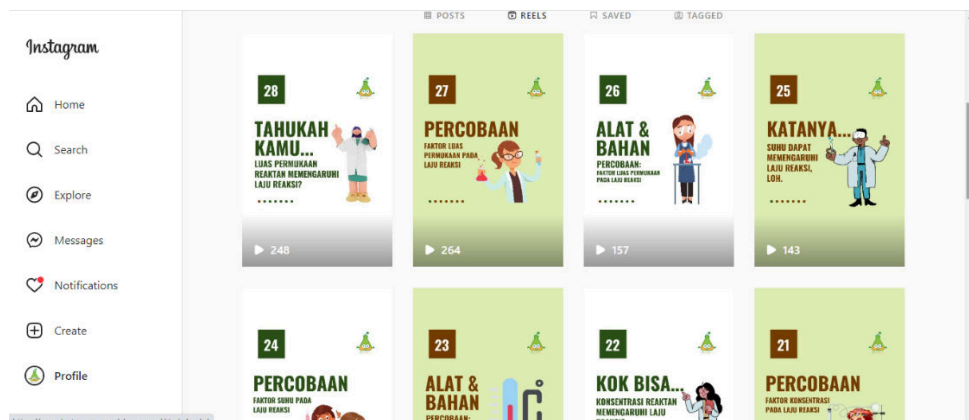 POSTS REELS SAVED TAGGED
Instagram
Home
Search
Explore
Messages
Notifications
Create
Profile
28
TAHUKAH
KAMU...
LUAS PERMUKAAN
REAKTAN MEMENGARUHI
LAJU REAKSI?
248
27
PERCOBAAN
FAKTOR LUAS
PERMUKAAN PADA
LAJU REAKSI
264
26
ALAT &
BAHAN
PERCOBAAN:
FAKTOR LUAS PERMUKAAN
PADA LAJU REAKSI
157
25
KATANYA...
SUHU DAPAT
MEMENGARUHI
LAJU REAKSI,
LOH.
143
24
PERCOBAAN
FAKTOR SUHU PADA
LAJU REAKSI
23
ALAT &
BAHAN
PERCOBAAN:
°C
22
KOK BISA...
KONSENTRASI REAKTAN
MEMENGARUHI LAJU
21
PERCOBAAN
FAKTOR KONSENTRASI
PADA LAJU REAKSI